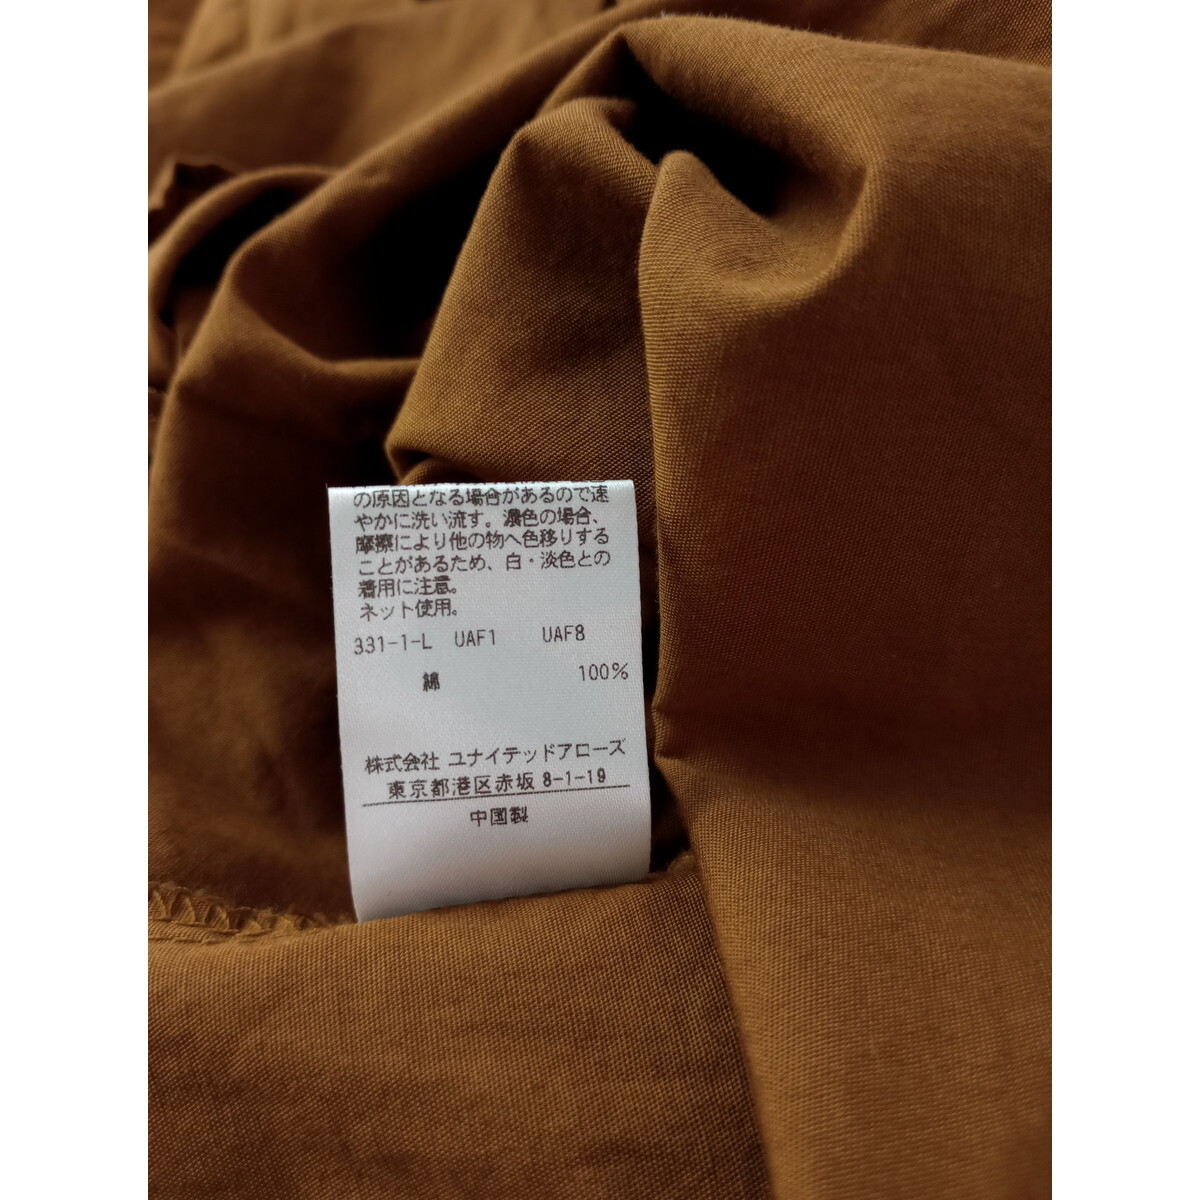 の原因となる場合があるので速
やかに洗い流す。濃色の場合、
摩擦により他の物へ色移りする
ことがあるため、白・淡色との
着用に注意。
ネット使用。
331-1-L UAF1 UAF8
綿 100%
株式会社 ユナイテッドアローズ
東京都港区赤坂 8-1-19
中国製